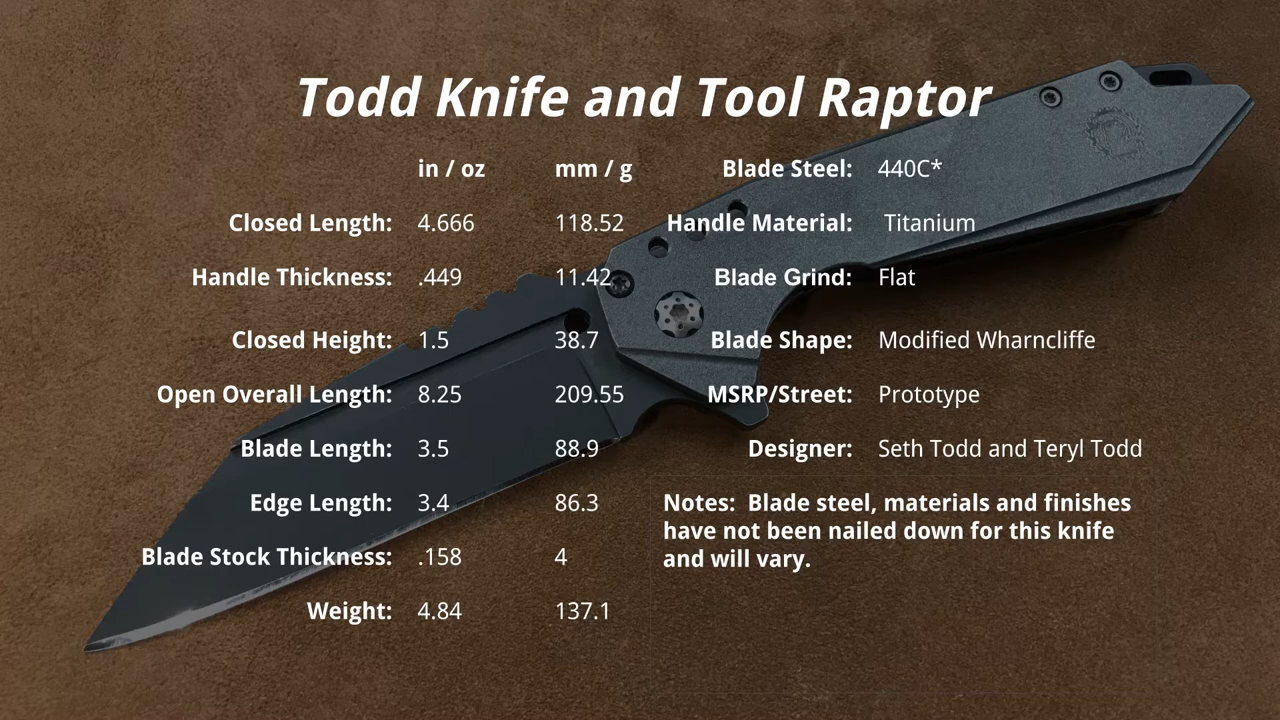 Todd Knife and Tool Raptor
in / oz mm / g
Closed Length: 4.666 118.52
Handle Thickness: .449 11.42
Closed Height: 1.5 38.7
Open Overall Length: 8.25 209.55
Blade Length: 3.5 88.9
Edge Length: 3.4 86.3
Blade Stock Thickness: .158 4
Weight: 4.84 137.1
Blade Steel: 440C*
Handle Material: Titanium
Blade Grind: Flat
Blade Shape: Modified Wharncliffe
MSRP/Street: Prototype
Designer: Seth Todd and Teryl Todd
Notes: Blade steel, materials and finishes
have not been nailed down for this knife
and will vary.